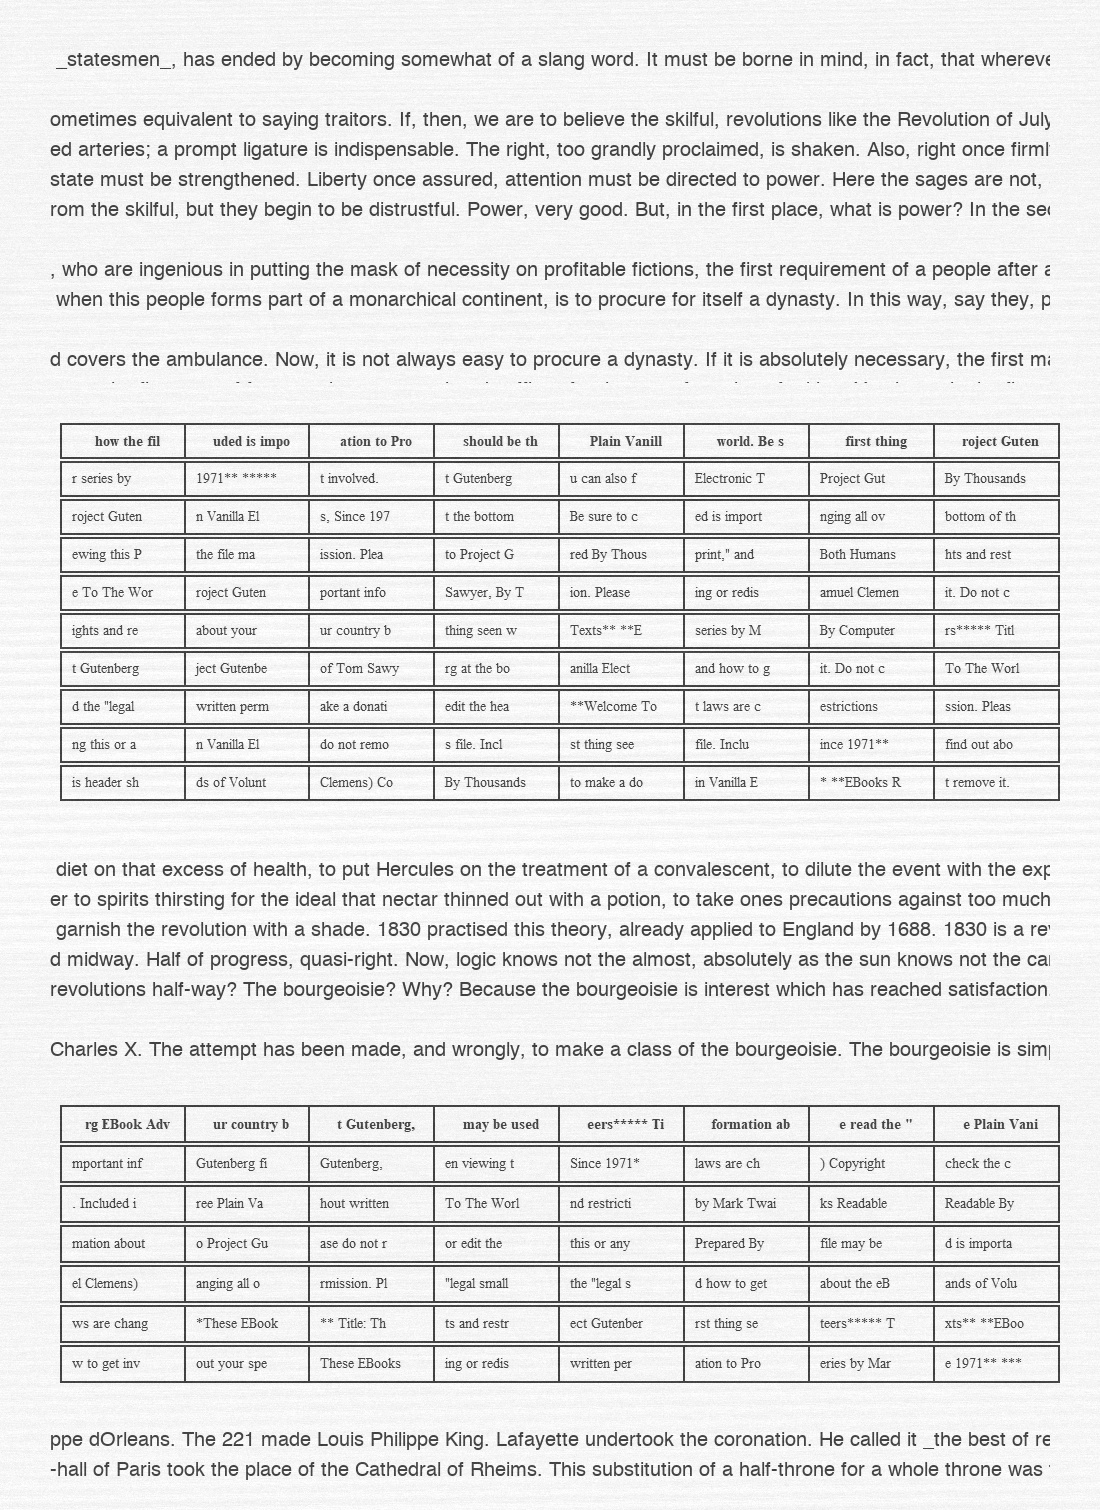 _statesmen_, has ended by becoming somewhat of a slang word. It must be borne in mind, in fact, that
ometimes equivalent to saying traitors. If, then, we are to believe the skilful, revolutions like the Revolution of July
ed arteries; a prompt ligature is indispensable. The right, too grandly proclaimed, is shaken. Also, right once
state must be strengthened. Liberty once assured, attention must be directed to power. Here the sages are not,
rom the skilful, but they begin to be distrustful. Power, very good. But, in the first place, what is power? In the
, who are ingenious in putting the mask of necessity on profitable fictions, the first requirement of a people after a
when this people forms part of a monarchical continent, is to procure for itself a dynasty. In this way, say they, p
d covers the ambulance. Now, it is not always easy to procure a dynasty. If it is absolutely necessary, the first
how the fil uded is impo ation to Pro should be th Plain Vanill world. Be s first thing roject Guten
r series by 1971** ***** t involved. t Gutenberg u can also f Electronic T Project Gut By Thousands
roject Guten n Vanilla El s, Since 197 t the bottom Be sure to c ed is import nging all ov bottom of th
ewing this P the file ma ission. Plea to Project G red By Thous print," and Both Humans hts and rest
e To The Wor roject Guten portant info Sawyer, By T ion. Please ing or redis amuel Clemen it. Do not c
ights and re about your ur country b thing seen w Texts** **E series by M By Computer rs***** Titl
t Gutenberg ject Gutenbe of Tom Sawy rg at the bo anilla Elect and how to g it. Do not c To The Worl
d the "legal written perm ake a donati edit the hea **Welcome To t laws are c estrictions ssion. Pleas
ng this or a n Vanilla El do not remo s file. Incl st thing see file. Inclu ince 1971** find out abo
is header sh ds of Volunt Clemens) Co By Thousands to make a do in Vanilla E * **EBooks R t remove it.
diet on that excess of health, to put Hercules on the treatment of a convalescent, to dilute the event with the exp
er to spirits thirsting for the ideal that nectar thinned out with a potion, to take ones precautions against too much
garnish the revolution with a shade. 1830 practised this theory, already applied to England by 1688. 1830 is a
d midway. Half of progress, quasi-right. Now, logic knows not the almost, absolutely as the sun knows not the
revolutions half-way? The bourgeoisie? Why? Because the bourgeoisie is interest which has reached satisfaction.
Charles X. The attempt has been made, and wrongly, to make a class of the bourgeoisie. The bourgeoisie is
rg EBook Adv ur country b t Gutenberg, may be used eers***** Ti formation ab e read the " e Plain Vani
mportant inf Gutenberg fi Gutenberg, en viewing t Since 1971* laws are ch ) Copyright check the c
. Included i ree Plain Va hout written To The Worl nd restricti by Mark Twai ks Readable Readable By
mation about o Project Gu ase do not r or edit the this or any Prepared By file may be d is importa
el Clemens) anging all o rmission. Pl "legal small the "legal s d how to get about the eB ands of Volu
ws are chang *These EBook ** Title: Th ts and restr ect Gutenber rst thing se teers***** T xts** **EBoo
w to get inv out your spe These EBooks ing or redis written per ation to Pro eries by Mar e 1971** ***
ppe dOrleans. The 221 made Louis Philippe King. Lafayette undertook the coronation. He called it _the best of re
-hall of Paris took the place of the Cathedral of Rheims. This substitution of a half-throne for a whole throne was